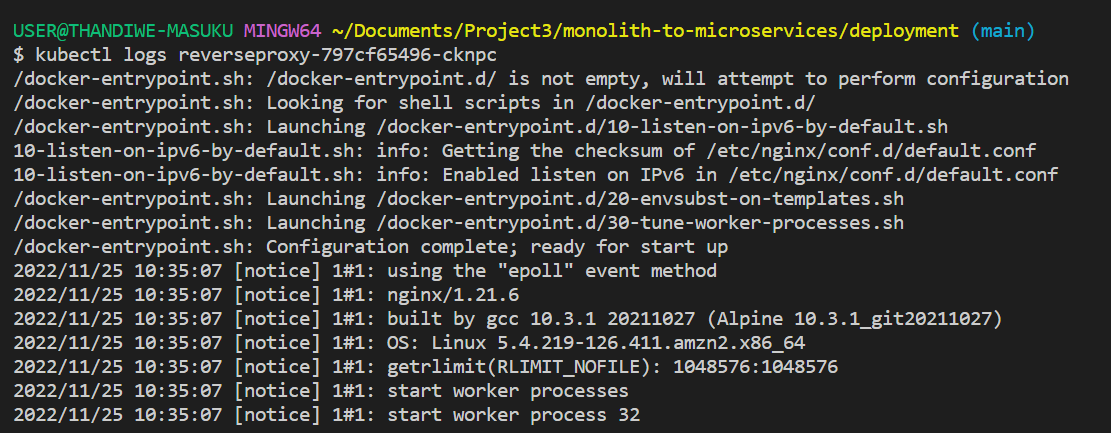 USER@THANDIWE-MASUKU MINGW64 ~/Documents/Project3/monolith-to-microservices/deployment (main)
$ kubectl logs reverseproxy-797cf65496-cknpc
/docker-entrypoint.sh: /docker-entrypoint.d/ is not empty, will attempt to perform configuration
/docker-entrypoint.sh: Looking for shell scripts in /docker-entrypoint.d/
/docker-entrypoint.sh: Launching /docker-entrypoint.d/10-listen-on-ipv6-by-default.sh
10-listen-on-ipv6-by-default.sh: info: Getting the checksum of /etc/nginx/conf.d/default.conf
10-listen-on-ipv6-by-default.sh: info: Enabled listen on IPv6 in /etc/nginx/conf.d/default.conf
/docker-entrypoint.sh: Launching /docker-entrypoint.d/20-envsubst-on-templates.sh
/docker-entrypoint.sh: Launching /docker-entrypoint.d/30-tune-worker-processes.sh
/docker-entrypoint.sh: Configuration complete; ready for start up
2022/11/25 10:35:07 [notice] 1#1: using the "epoll" event method
2022/11/25 10:35:07 [notice] 1#1: nginx/1.21.6
2022/11/25 10:35:07 [notice] 1#1: built by gcc 10.3.1 20211027 (Alpine 10.3.1_git20211027)
2022/11/25 10:35:07 [notice] 1#1: OS: Linux 5.4.219-126.411.amzn2.x86_64
2022/11/25 10:35:07 [notice] 1#1: getrlimit(RLIMIT_NOFILE): 1048576:1048576
2022/11/25 10:35:07 [notice] 1#1: start worker processes
2022/11/25 10:35:07 [notice] 1#1: start worker process 32